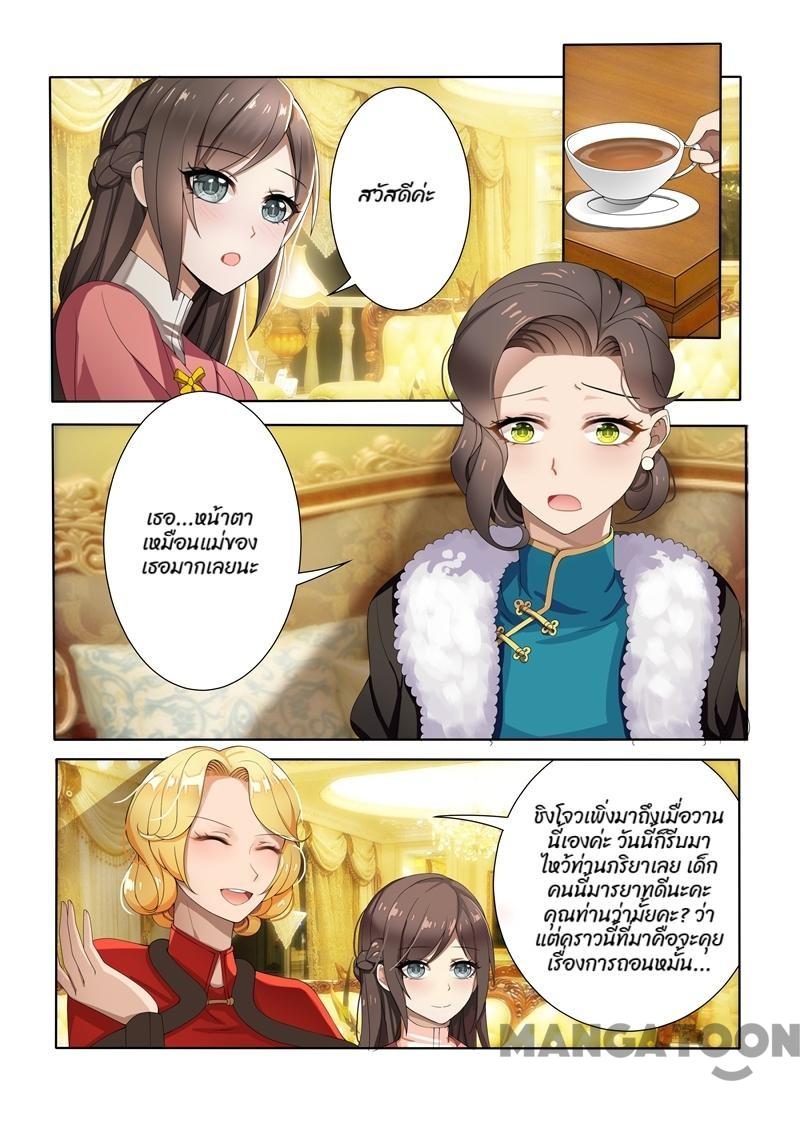 สวัสดีค่ะ
เธอ...หน้าตา
เหมือนแม่ของ
เธอมากเลยนะ
ชิงโจวเพิ่งมาถึงเมื่อวาน
นี้เองค่ะ วันนี้ก็รีบมา
ไหว้ท่านภริยาเลย เด็ก
คนนี้มารยาทดีนะคะ
คุณท่านว่ามั้ยคะ? ว่า
แต่คราวนี้ที่มาคือจะคุย
เรื่องการถอนหมั้น...
MANGATOON